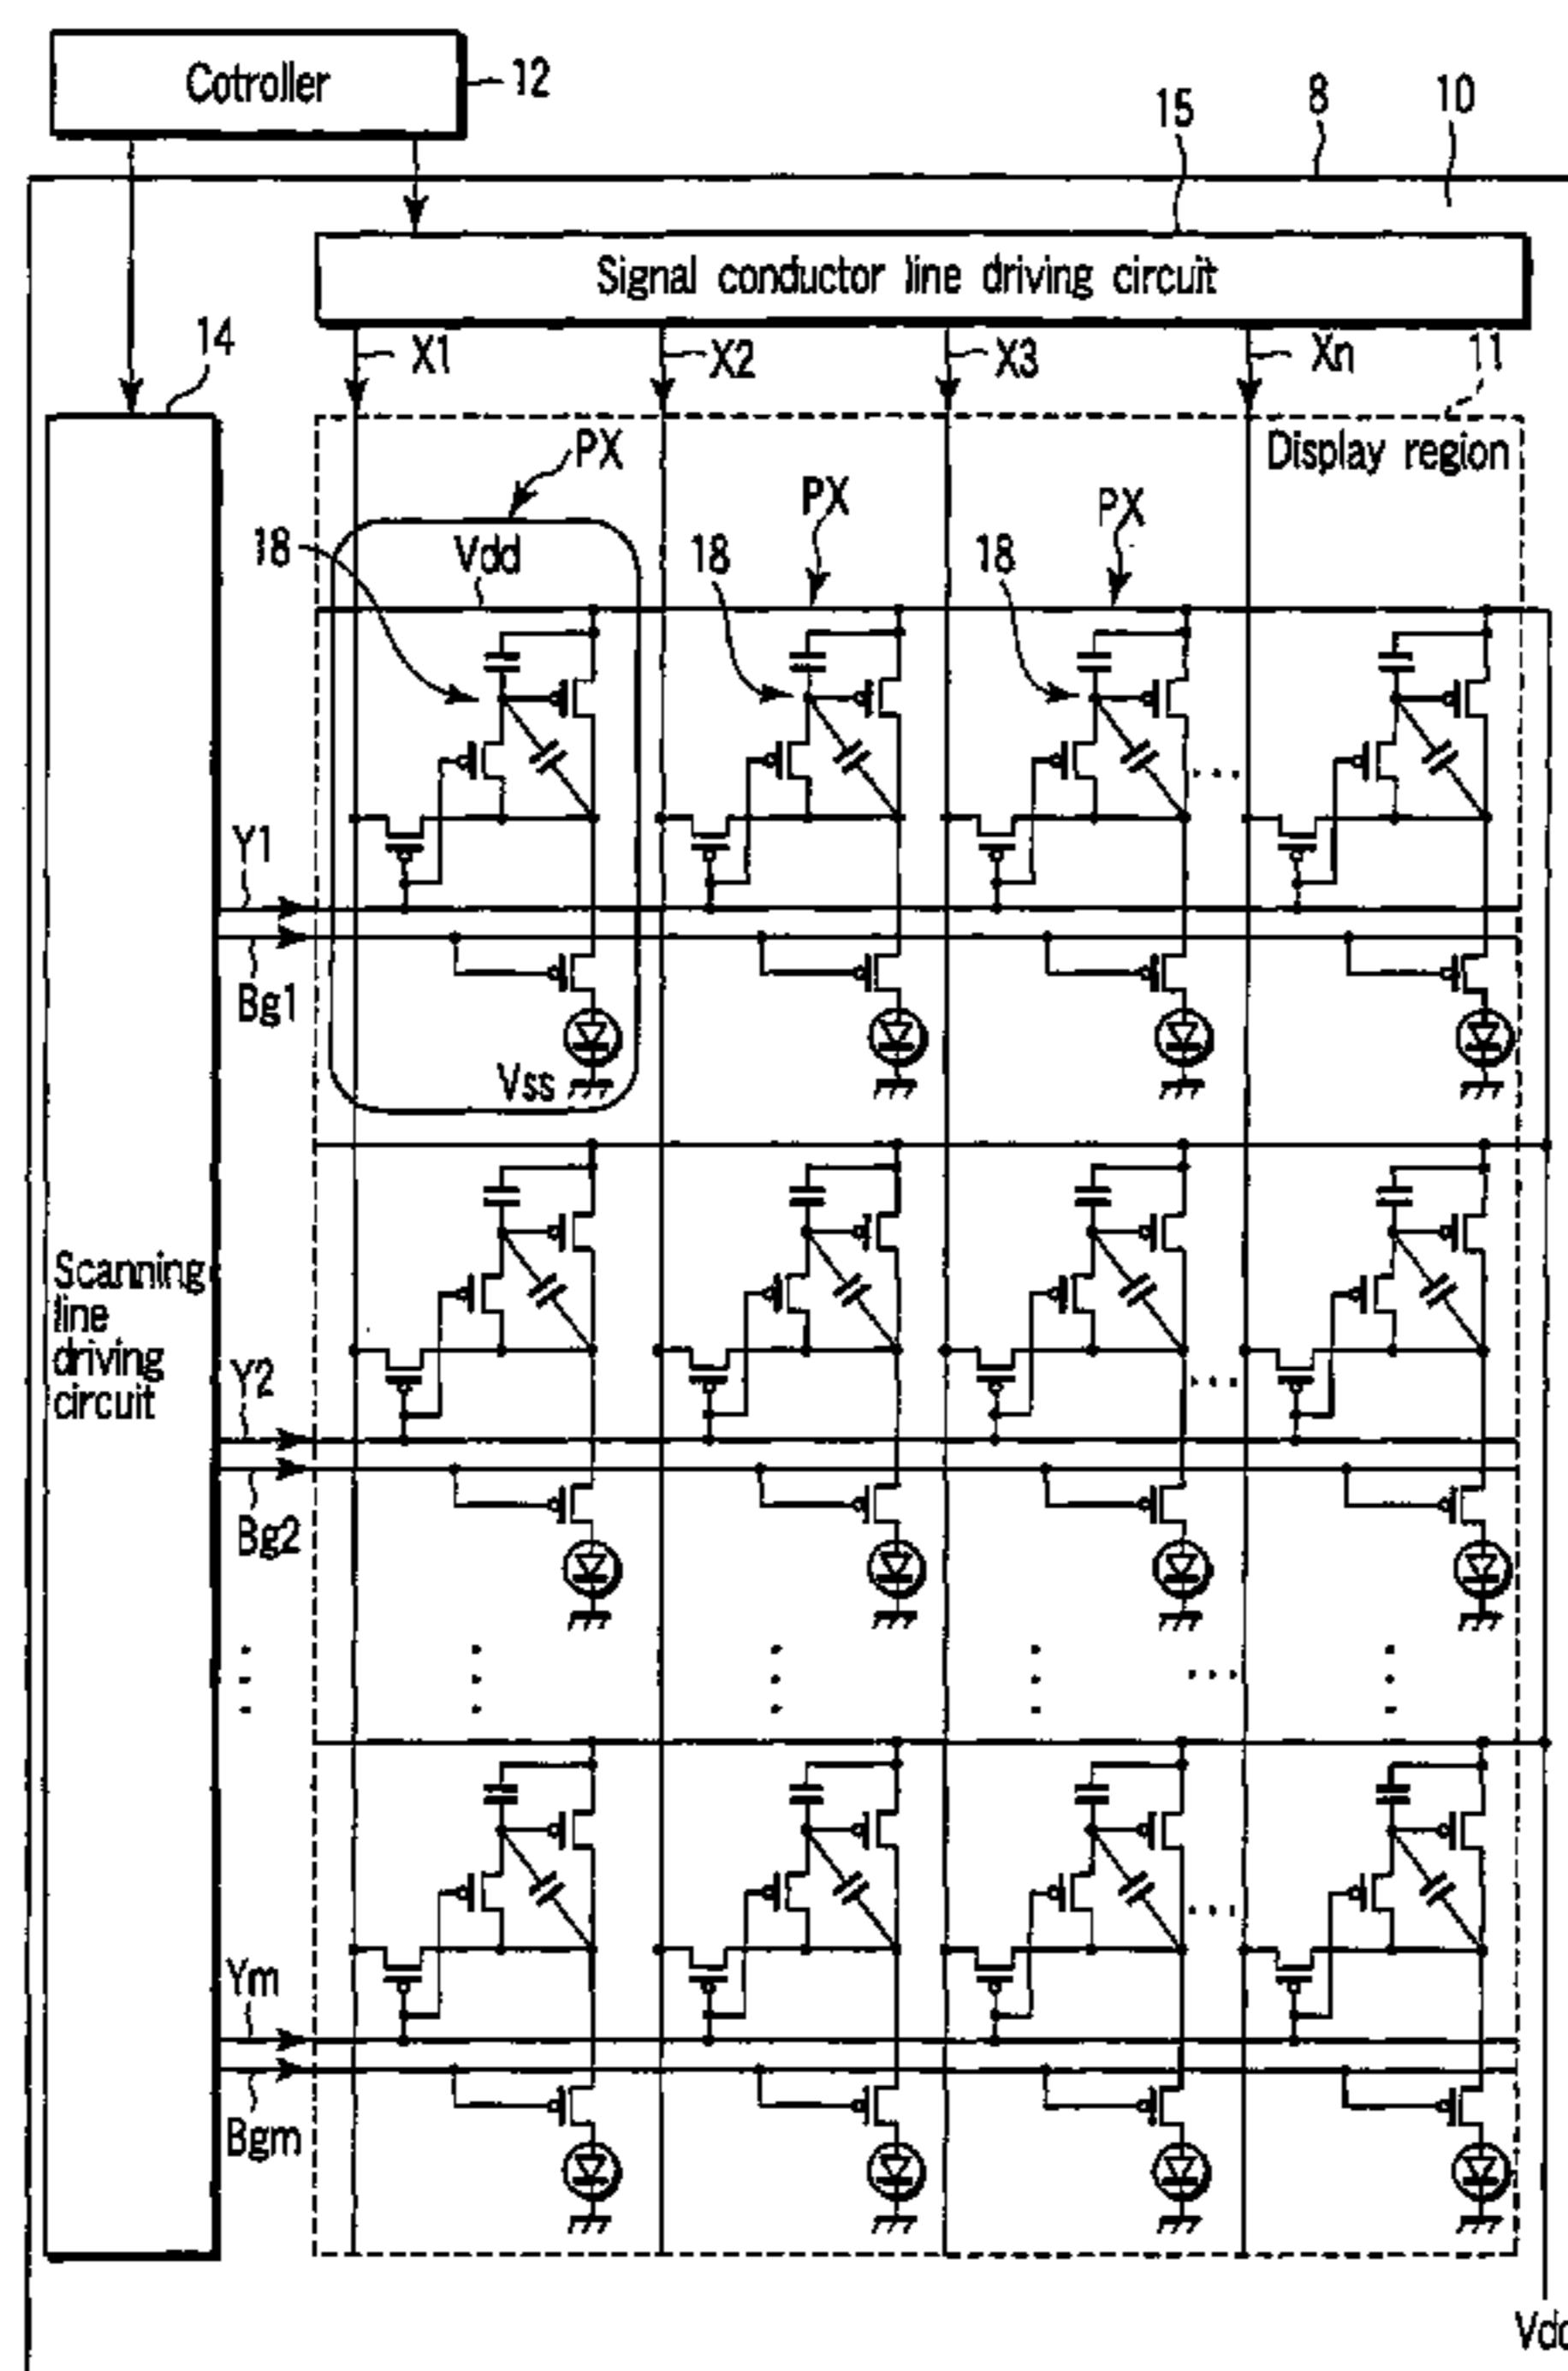 Cotroller
12
15
8
10
Signal conductor line driving circuit
14
X1
X2
X3
Xn
11
Display region
PX
PX
PX
18
Vdd
18
18
Y1
Bg1
Vss
Scanning
line
driving
circuit
Y2
Bg2
Ym
Bgm